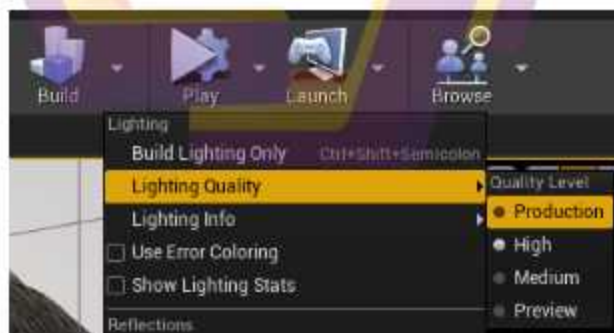 Build
Play
Launch
Browse
Lighting
Build Lighting Only Ctrl+Shift+Semicolon
Lighting Quality
Lighting Info
Use Error Coloring
Show Lighting Stats
Reflections
Quality Level
Production
High
Medium
Preview